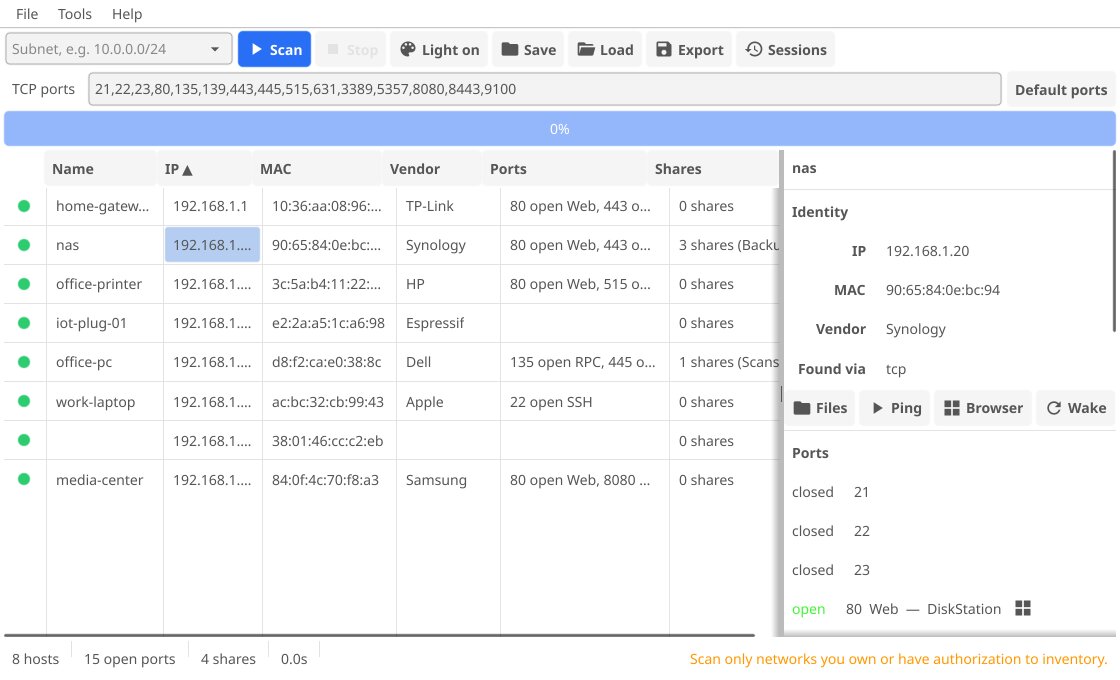 File Tools Help
Subnet, e.g. 10.0.0.0/24 Scan Stop Light on Save Load Export Sessions
TCP ports 21,22,23,80,135,139,443,445,515,631,3389,5357,8080,8443,9100 Default ports
0%
Name IP▲ MAC Vendor Ports Shares
home-gatew... 192.168.1.1 10:36:aa:08:96:... TP-Link 80 open Web, 443 o... 0 shares
nas 192.168.1.... 90:65:84:0e:bc:... Synology 80 open Web, 443 o... 3 shares (Backu
office-printer 192.168.1.... 3c:5a:b4:11:22:... HP 80 open Web, 515 o... 0 shares
iot-plug-01 192.168.1.... e2:2a:a5:1c:a6:98 Espressif 0 shares
office-pc 192.168.1.... d8:f2:ca:e0:38:8c Dell 135 open RPC, 445 o... 1 shares (Scans
work-laptop 192.168.1.... ac:bc:32:cb:99:43 Apple 22 open SSH 0 shares
192.168.1.... 38:01:46:cc:c2:eb 0 shares
media-center 192.168.1.... 84:0f:4c:70:f8:a3 Samsung 80 open Web, 8080 ... 0 shares
nas
Identity
IP 192.168.1.20
MAC 90:65:84:0e:bc:94
Vendor Synology
Found via tcp
Files Ping Browser Wake
Ports
closed 21
closed 22
closed 23
open 80 Web — DiskStation
8 hosts 15 open ports 4 shares 0.0s Scan only networks you own or have authorization to inventory.